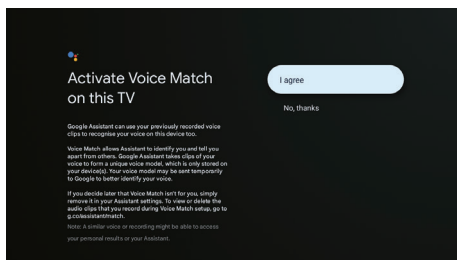 Activate Voice Match
on this TV
Google Assistant can use your previously recorded voice
clips to recognise your voice on this device too.
Voice Match allows Assistant to identify you and tell you
apart from others. Google Assistant takes clips of your
voice to form a unique voice model, which is only stored on
your device(s). Your voice model may be sent temporarily
to Google to better identify your voice.
If you decide later that Voice Match isn't for you, simply
remove it in your Assistant settings. To view or delete the
audio clips that you record during Voice Match setup, go to
g.co/assistant/match.
Note: A similar voice or recording might be able to access
your personal results or your Assistant.
I agree
No, thanks